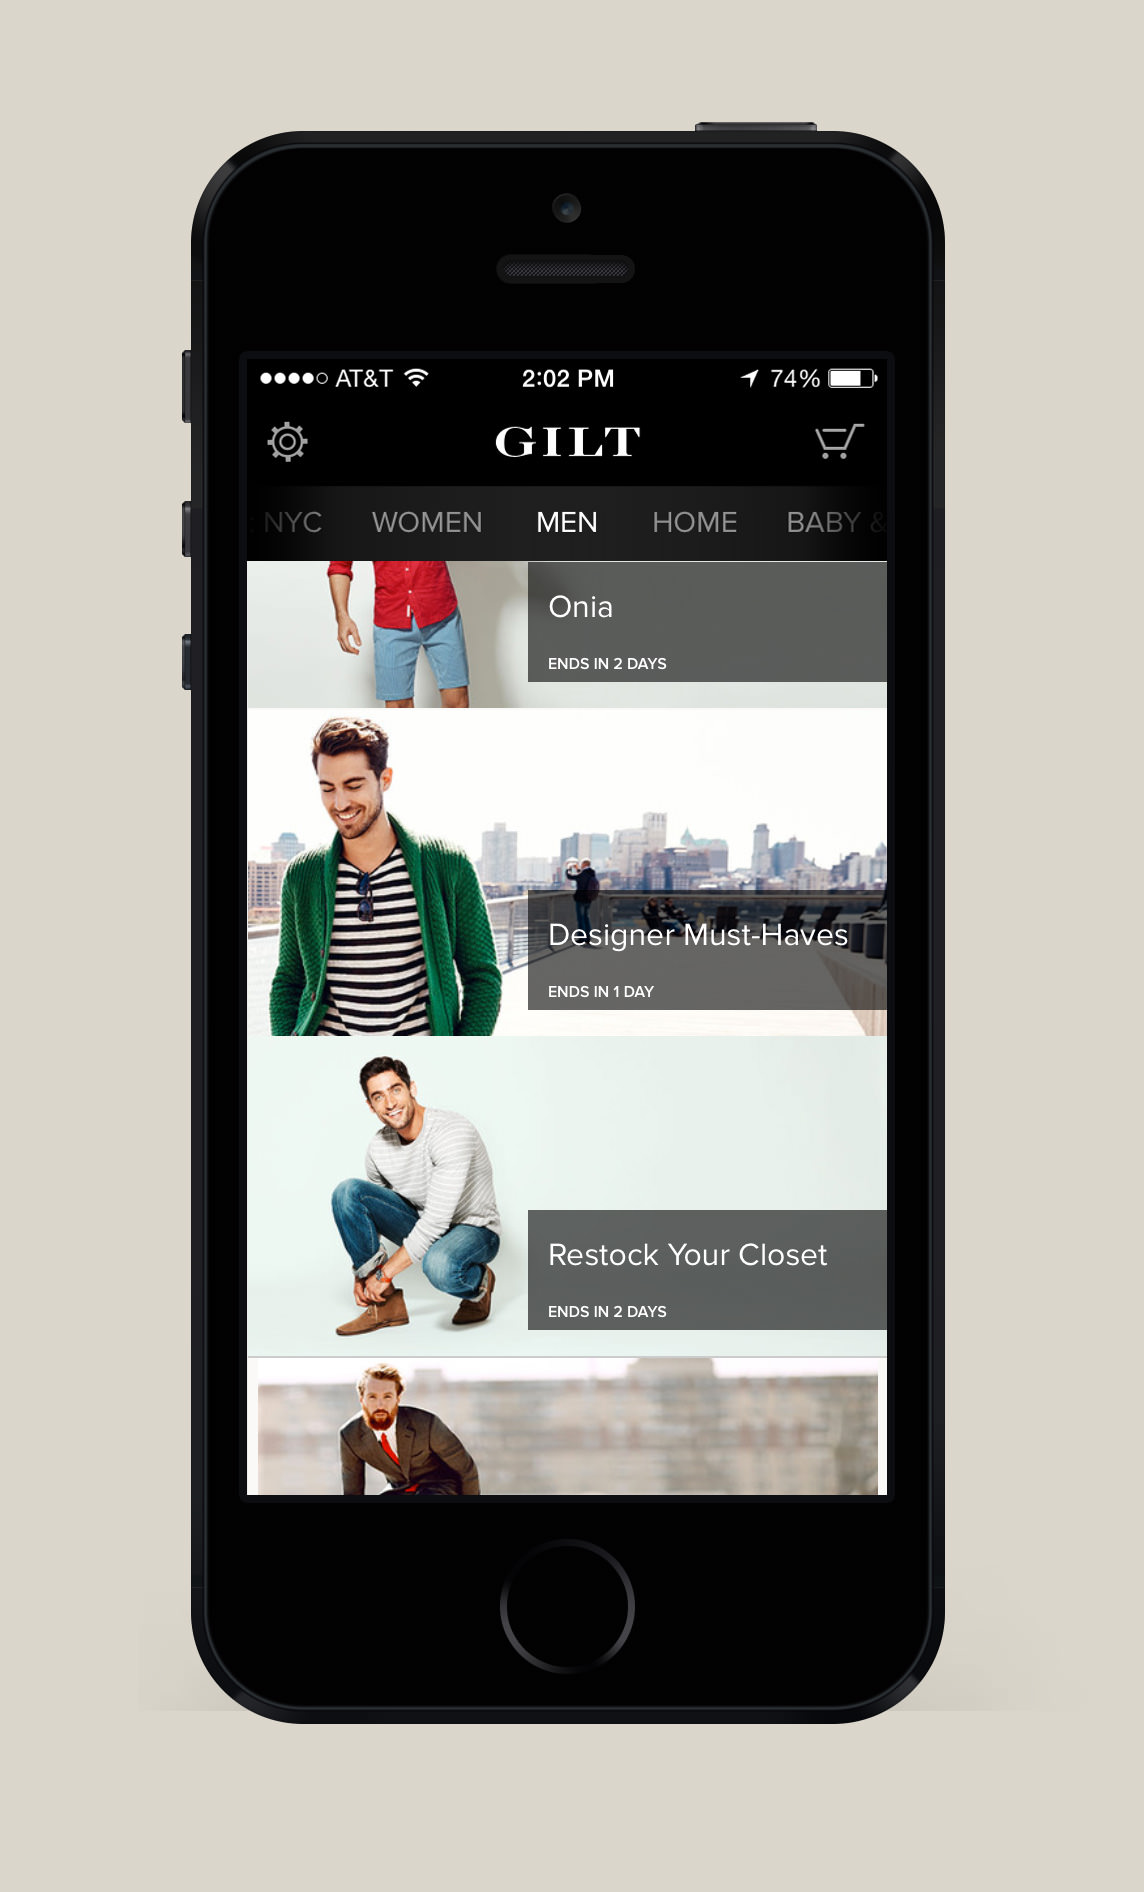 AT&T 2:02 PM 74%
GILT
NYC WOMEN MEN HOME BABY &
Onia
ENDS IN 2 DAYS
Designer Must-Haves
ENDS IN 1 DAY
Restock Your Closet
ENDS IN 2 DAYS